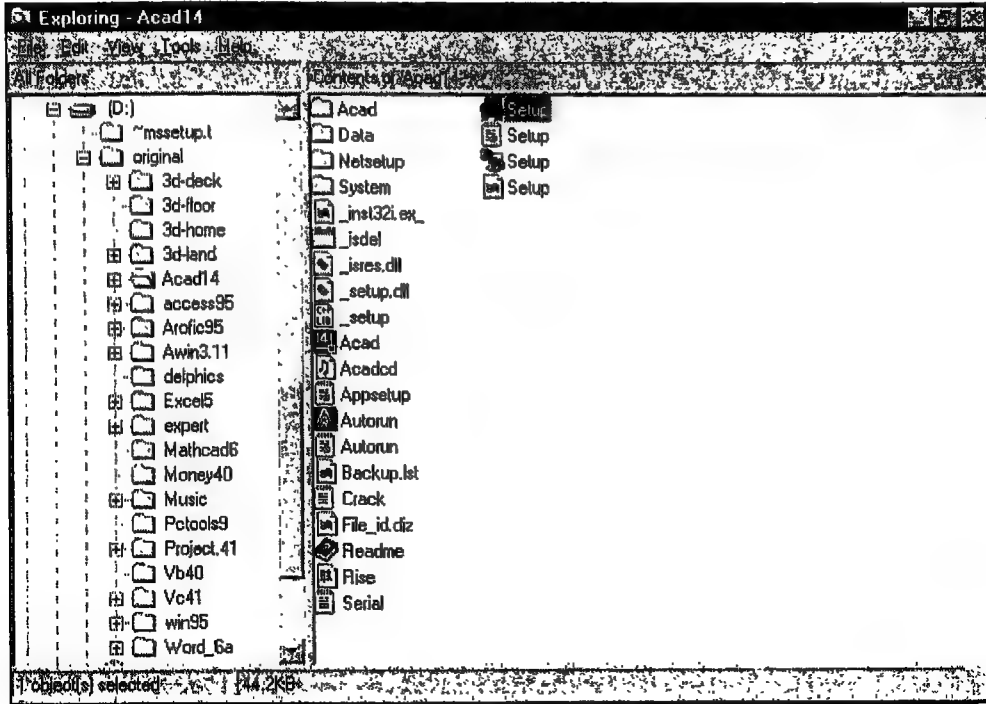 Exploring - Acad14
File Edit View Tools Help
All Folders
Contents of 'Acad14'
(D:)
~mssetup.t
original
3d-deck
3d-floor
3d-home
3d-land
Acad14
access95
Arofic95
Awin3.11
delphics
Excel5
expert
Mathcad6
Money40
Music
Pctools9
Project.41
Vb40
Vc41
win95
Word_6a
Acad
Data
Netsetup
System
_inst32i.ex_
_isdel
_isres.dll
_setup.dll
_setup
Acad
Acadcd
Appsetup
Autorun
Autorun
Backup.lst
Crack
File_id.diz
Readme
Rise
Serial
Setup
Setup
Setup
Setup
1 object(s) selected
44.2KB